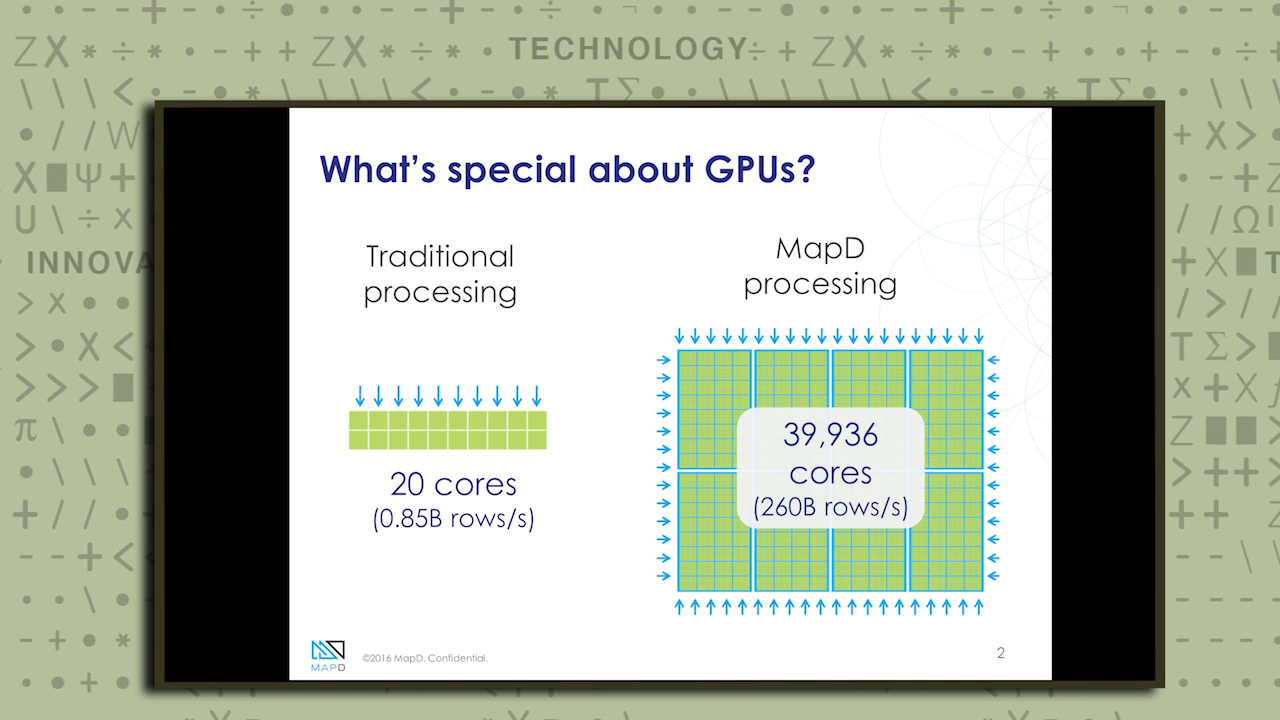 TECHNOLOGY
INNOVA
What's special about GPUs?
Traditional
processing
20 cores
(0.85B rows/s)
MapD
processing
39,936
cores
(260B rows/s)
MAPD
©2016 MapD. Confidential.
2